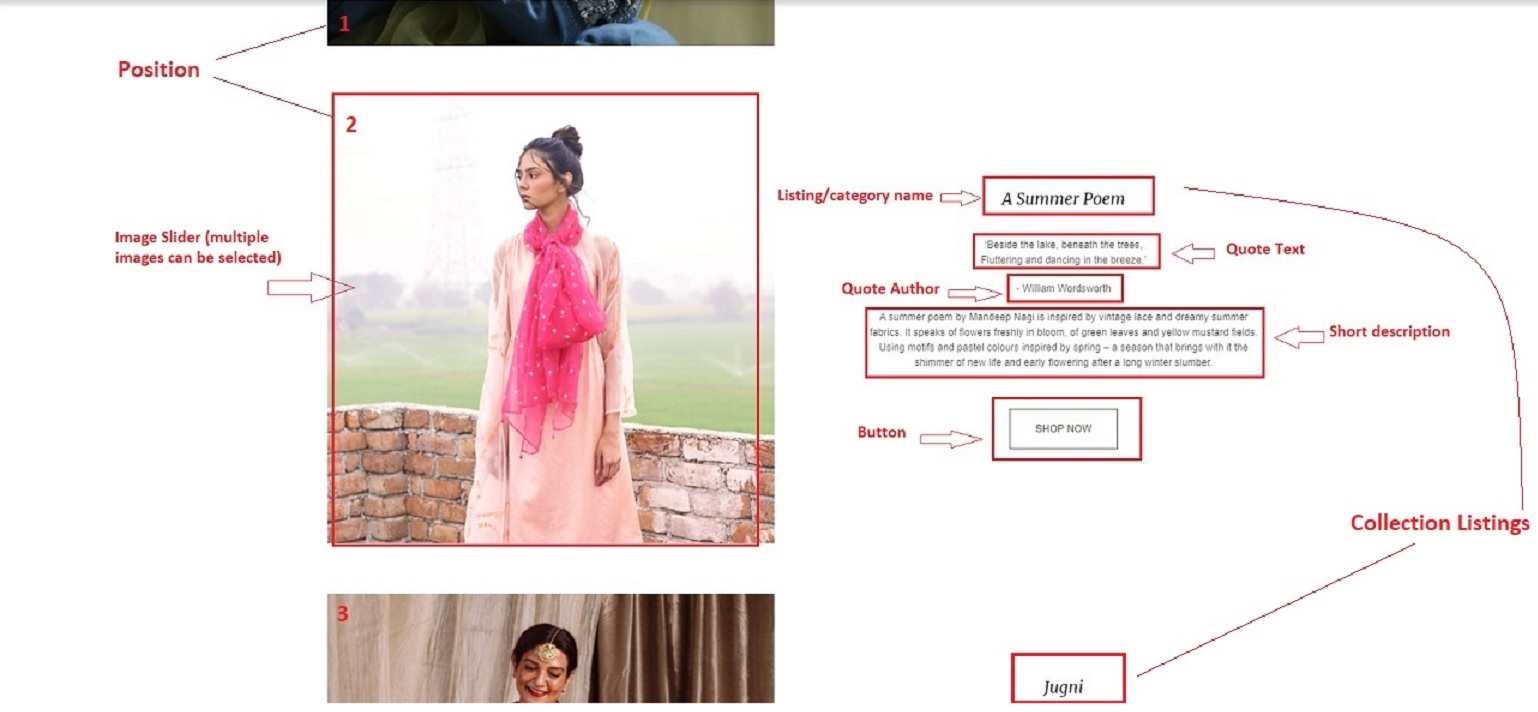 1
Position
2
Listing/category name
A Summer Poem
Image Slider (multiple
images can be selected)
'Beside the lake, beneath the trees,
Fluttering and dancing in the breeze.'
Quote Text
Quote Author
- William Wordsworth
A summer poem by Mandeep Nagi is inspired by vintage lace and dreamy summer
fabrics. It speaks of flowers freshly in bloom, of green leaves and yellow mustard fields.
Using motifs and pastel colours inspired by spring – a season that brings with it the
shimmer of new life and early flowering after a long winter slumber.
Short description
Button
SHOP NOW
Collection Listings
3
Jugni